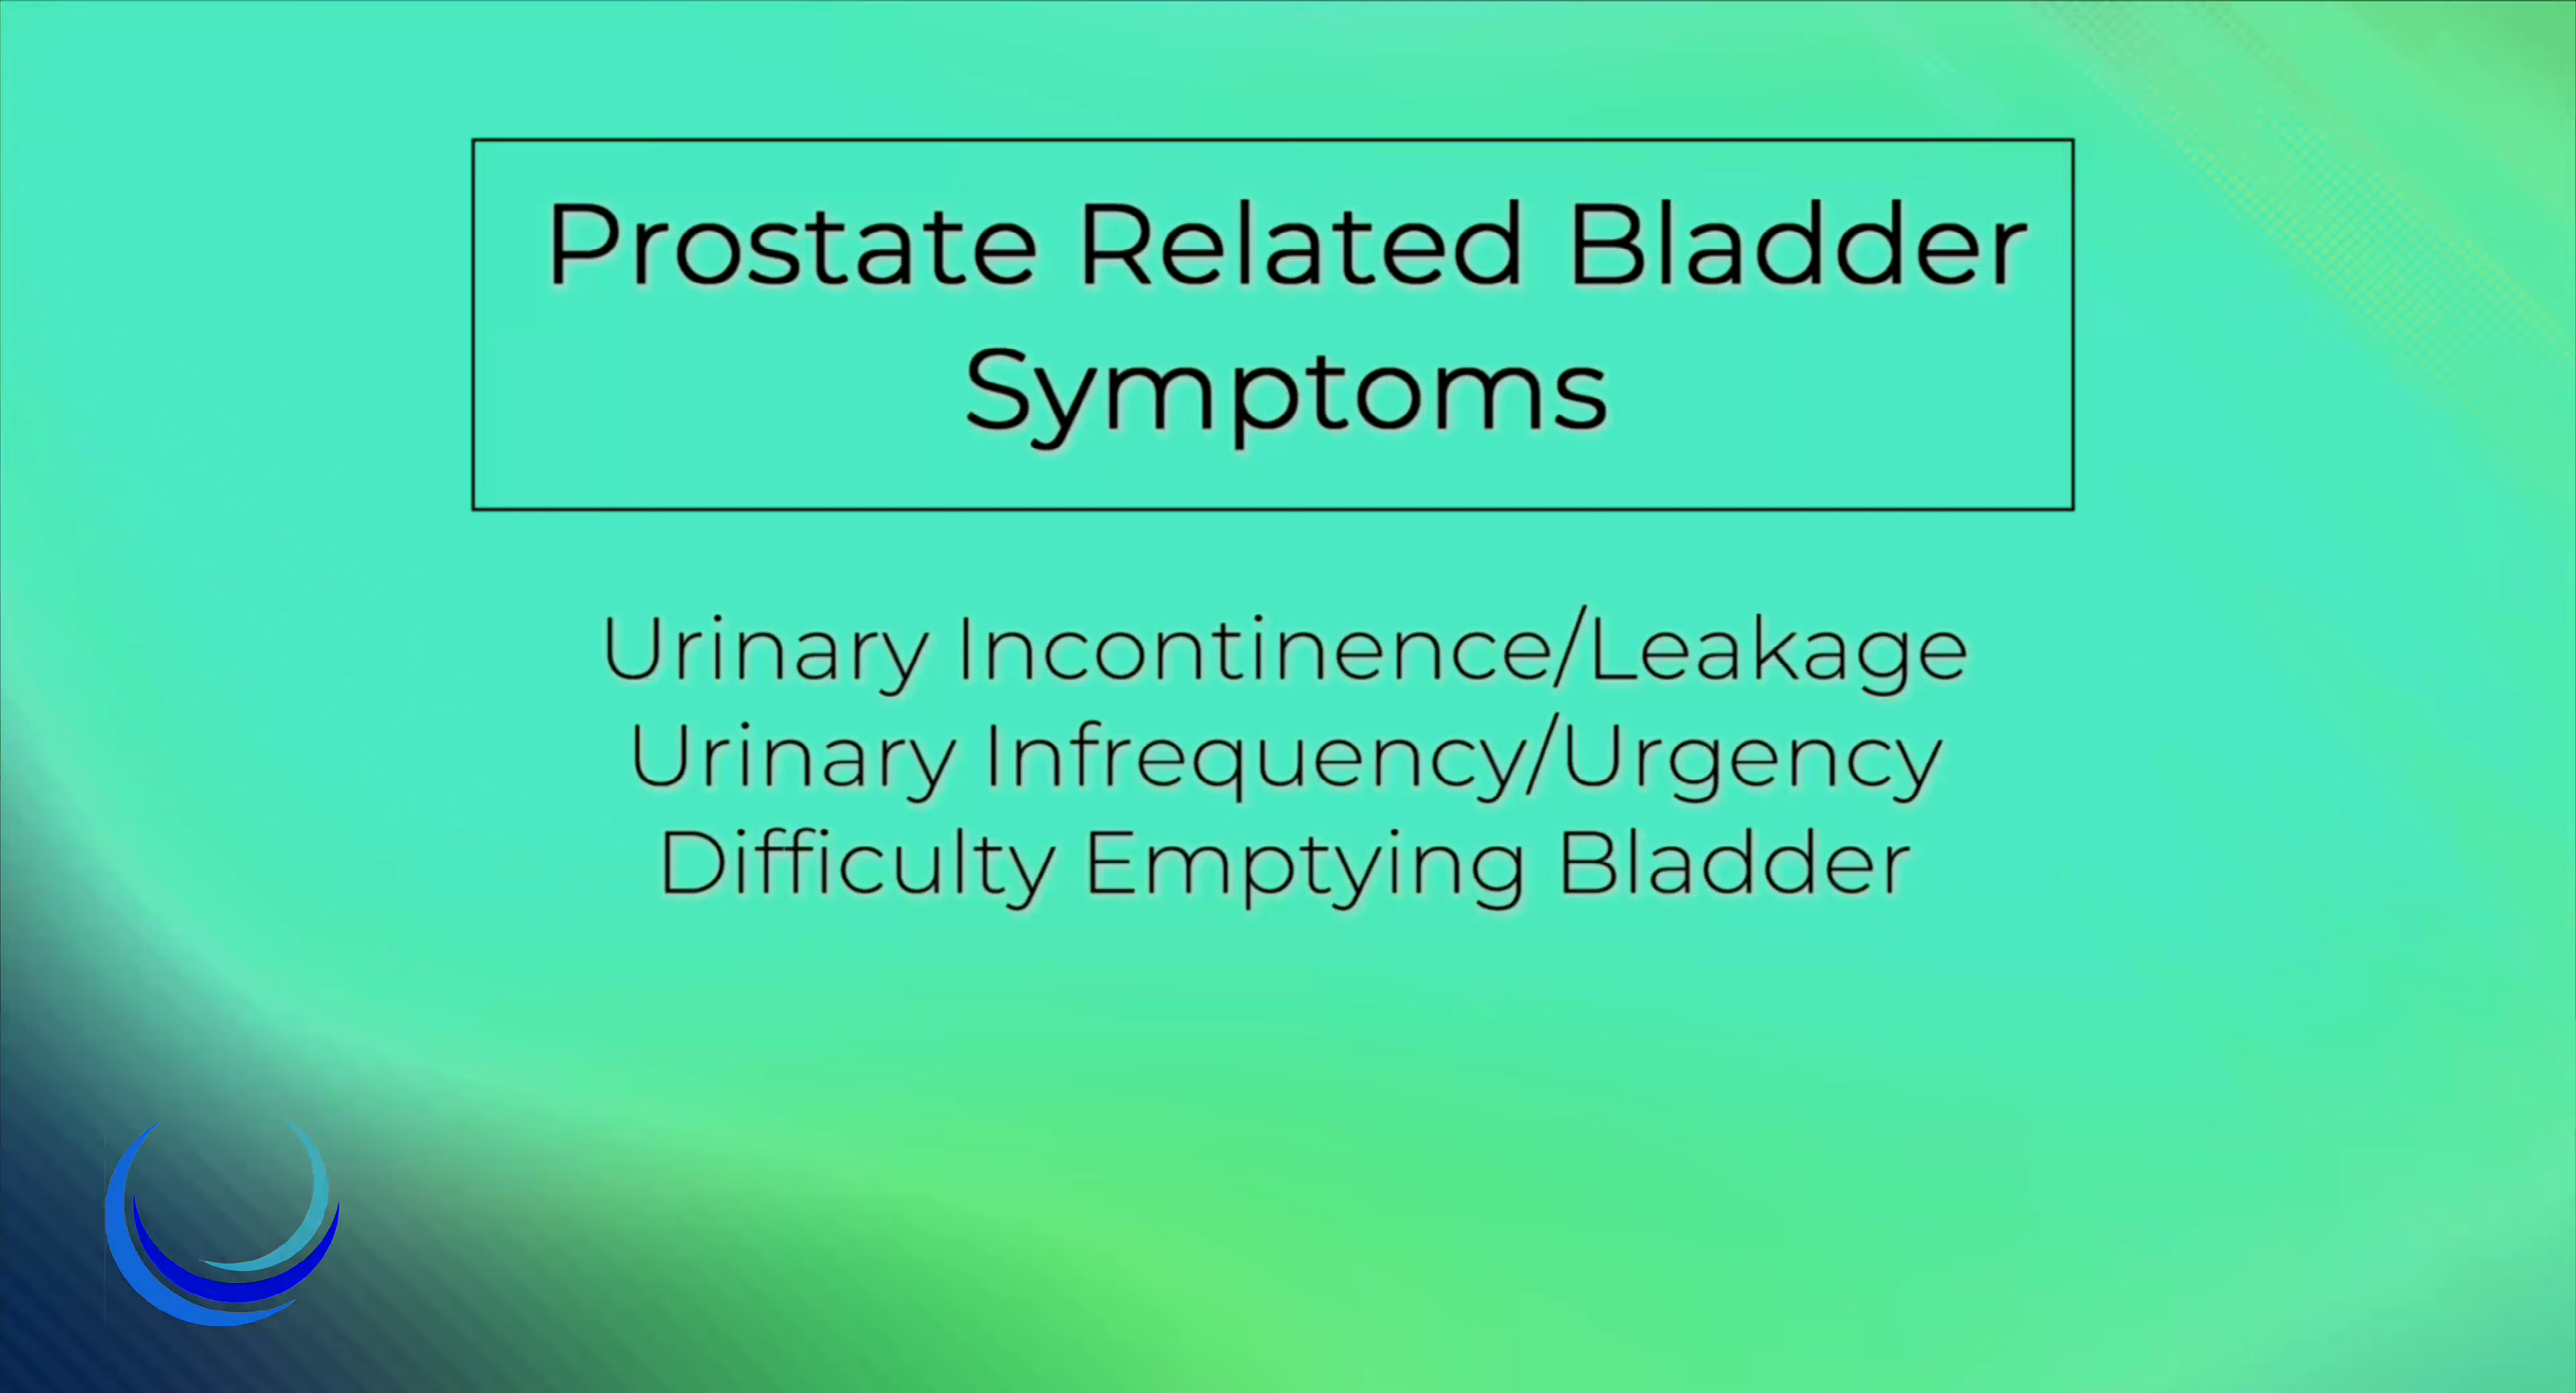 Prostate Related Bladder
Symptoms
Urinary Incontinence/Leakage
Urinary Infrequency/Urgency
Difficulty Emptying Bladder